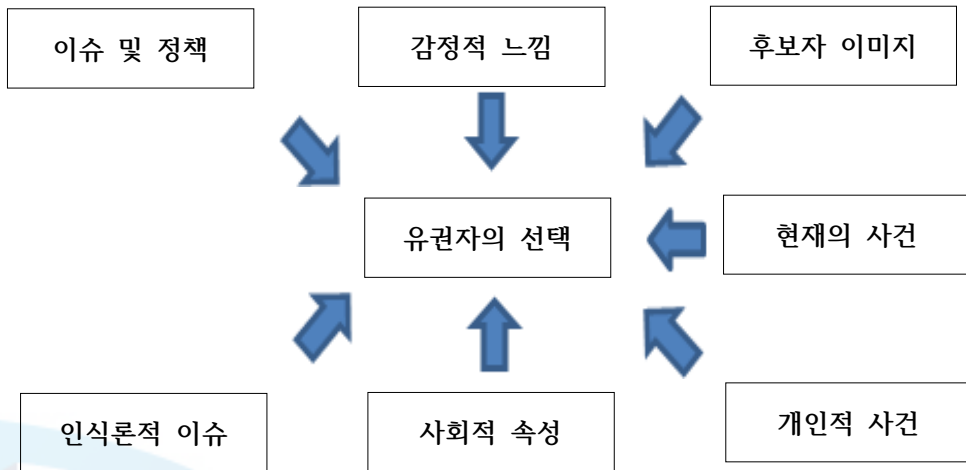 이슈 및 정책
감정적 느낌
후보자 이미지
유권자의 선택
현재의 사건
인식론적 이슈
사회적 속성
개인적 사건